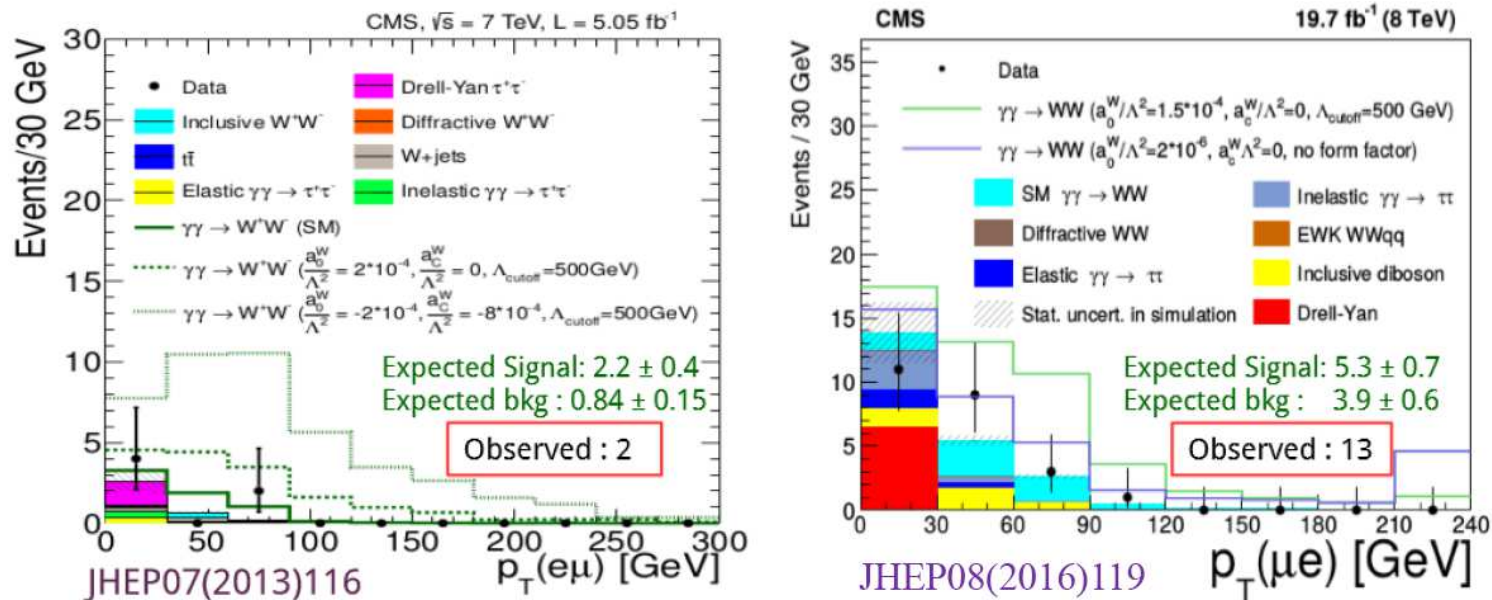 CMS, √s = 7 TeV, L = 5.05 fb⁻¹
Events/30 GeV
30
25
20
15
10
5
0
Data
Drell-Yan τ⁺τ⁻
Inclusive W⁺W⁻
Diffractive W⁺W⁻
tt̄
W+jets
Elastic γγ → τ⁺τ⁻
Inelastic γγ → τ⁺τ⁻
γγ → W⁺W⁻ (SM)
γγ → W⁺W⁻ (a₀ᵂ/Λ² = 2*10⁻⁴, a_Cᵂ/Λ² = 0, Λcutoff=500GeV)
γγ → W⁺W⁻ (a₀ᵂ/Λ² = -2*10⁻⁴, a_Cᵂ/Λ² = -8*10⁻⁴, Λcutoff=500GeV)
Expected Signal: 2.2 ± 0.4
Expected bkg : 0.84 ± 0.15
Observed : 2
0 50 100 150 200 250 300
p_T(eμ) [GeV]
JHEP07(2013)116
CMS 19.7 fb⁻¹ (8 TeV)
Events / 30 GeV
35
30
25
20
15
10
5
0
Data
γγ → WW (a₀ᵂ/Λ²=1.5*10⁻⁴, a_cᵂ/Λ²=0, Λcutoff=500 GeV)
γγ → WW (a₀ᵂ/Λ²=2*10⁻⁶, a_cᵂΛ²=0, no form factor)
SM γγ → WW
Inelastic γγ → ττ
Diffractive WW
EWK WWqq
Elastic γγ → ττ
Inclusive diboson
Stat. uncert. in simulation
Drell-Yan
Expected Signal: 5.3 ± 0.7
Expected bkg : 3.9 ± 0.6
Observed : 13
0 30 60 90 120 150 180 210 240
p_T(μe) [GeV]
JHEP08(2016)119